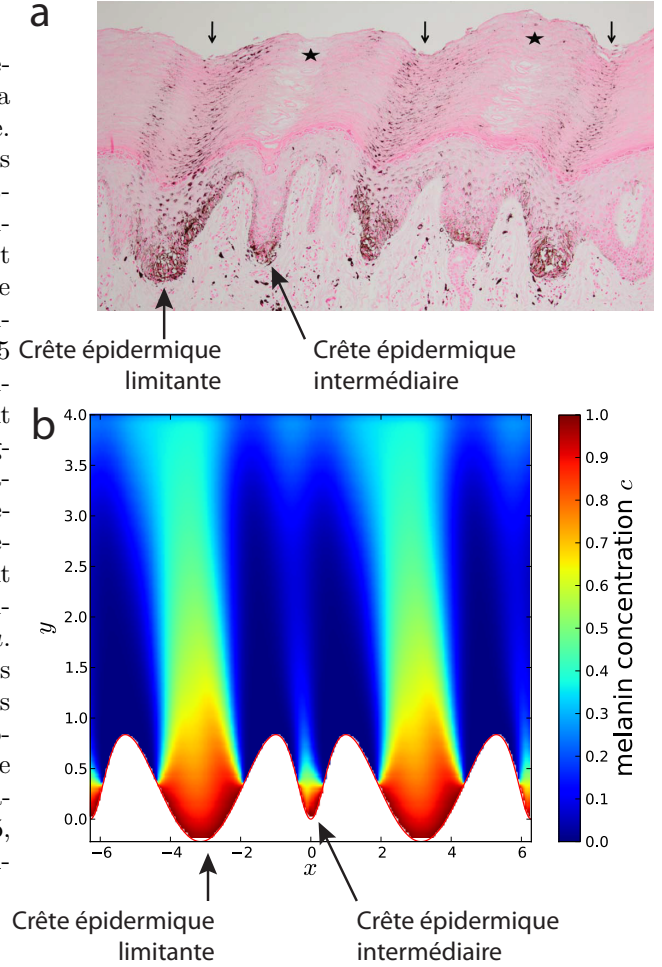 a
Crête épidermique
limitante
Crête épidermique
intermédiaire
b
4.0
3.5
3.0
2.5
2.0
1.5
1.0
0.5
0.0
y
−6
−4
−2
0
2
4
6
x
1.0
0.9
0.8
0.7
0.6
0.5
0.4
0.3
0.2
0.1
0.0
melanin concentration c
Crête épidermique
limitante
Crête épidermique
intermédiaire